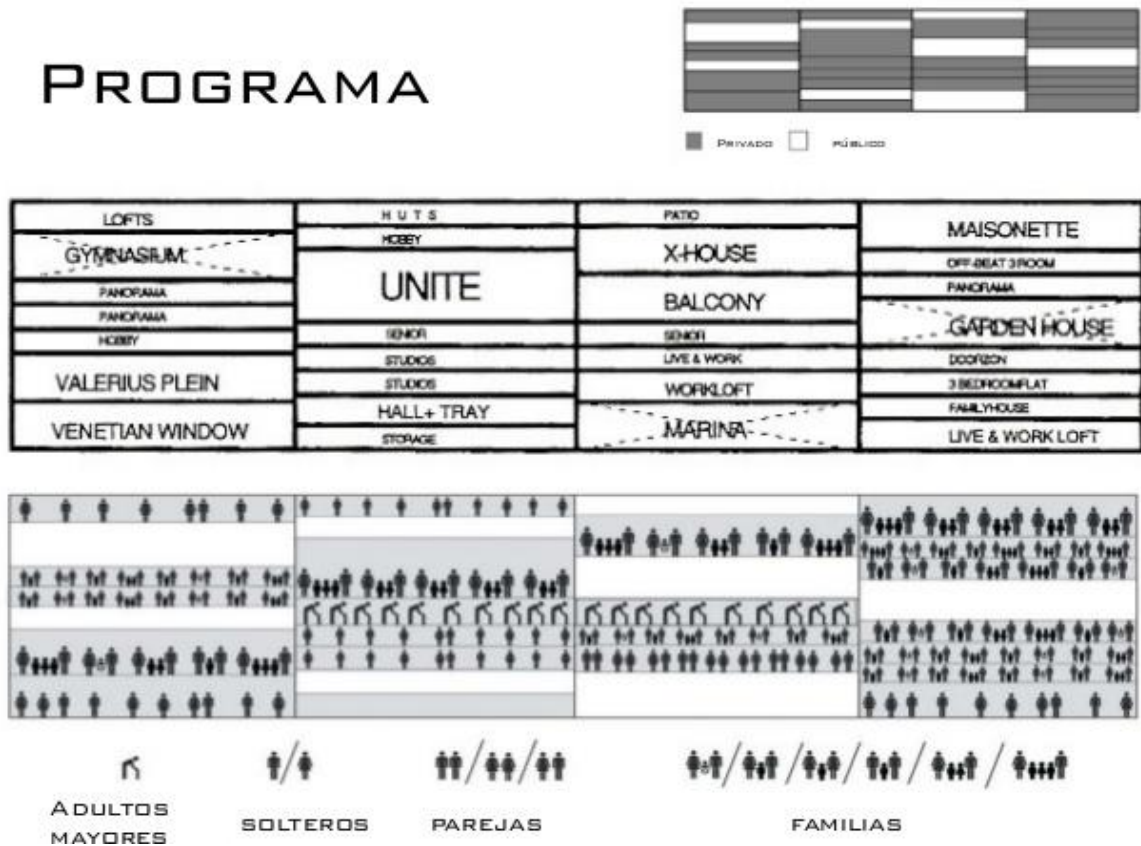 PROGRAMA
PRIVADO
PÚBLICO
LOFTS
GYMNASIUM
PANORAMA
PANORAMA
HOBBY
VALERIUS PLEIN
VENETIAN WINDOW
HUTS
HOBBY
UNITE
SENIOR
STUDIOS
STUDIOS
HALL+ TRAY
STORAGE
PATIO
X-HOUSE
BALCONY
SENIOR
LIVE & WORK
WORKLOFT
MARINA
MAISONETTE
OFF-BEAT 3 ROOM
PANORAMA
GARDEN HOUSE
DOORZON
3 BEDROOMFLAT
FAMILYHOUSE
LIVE & WORK LOFT
ADULTOS
MAYORES
SOLTEROS
PAREJAS
FAMILIAS